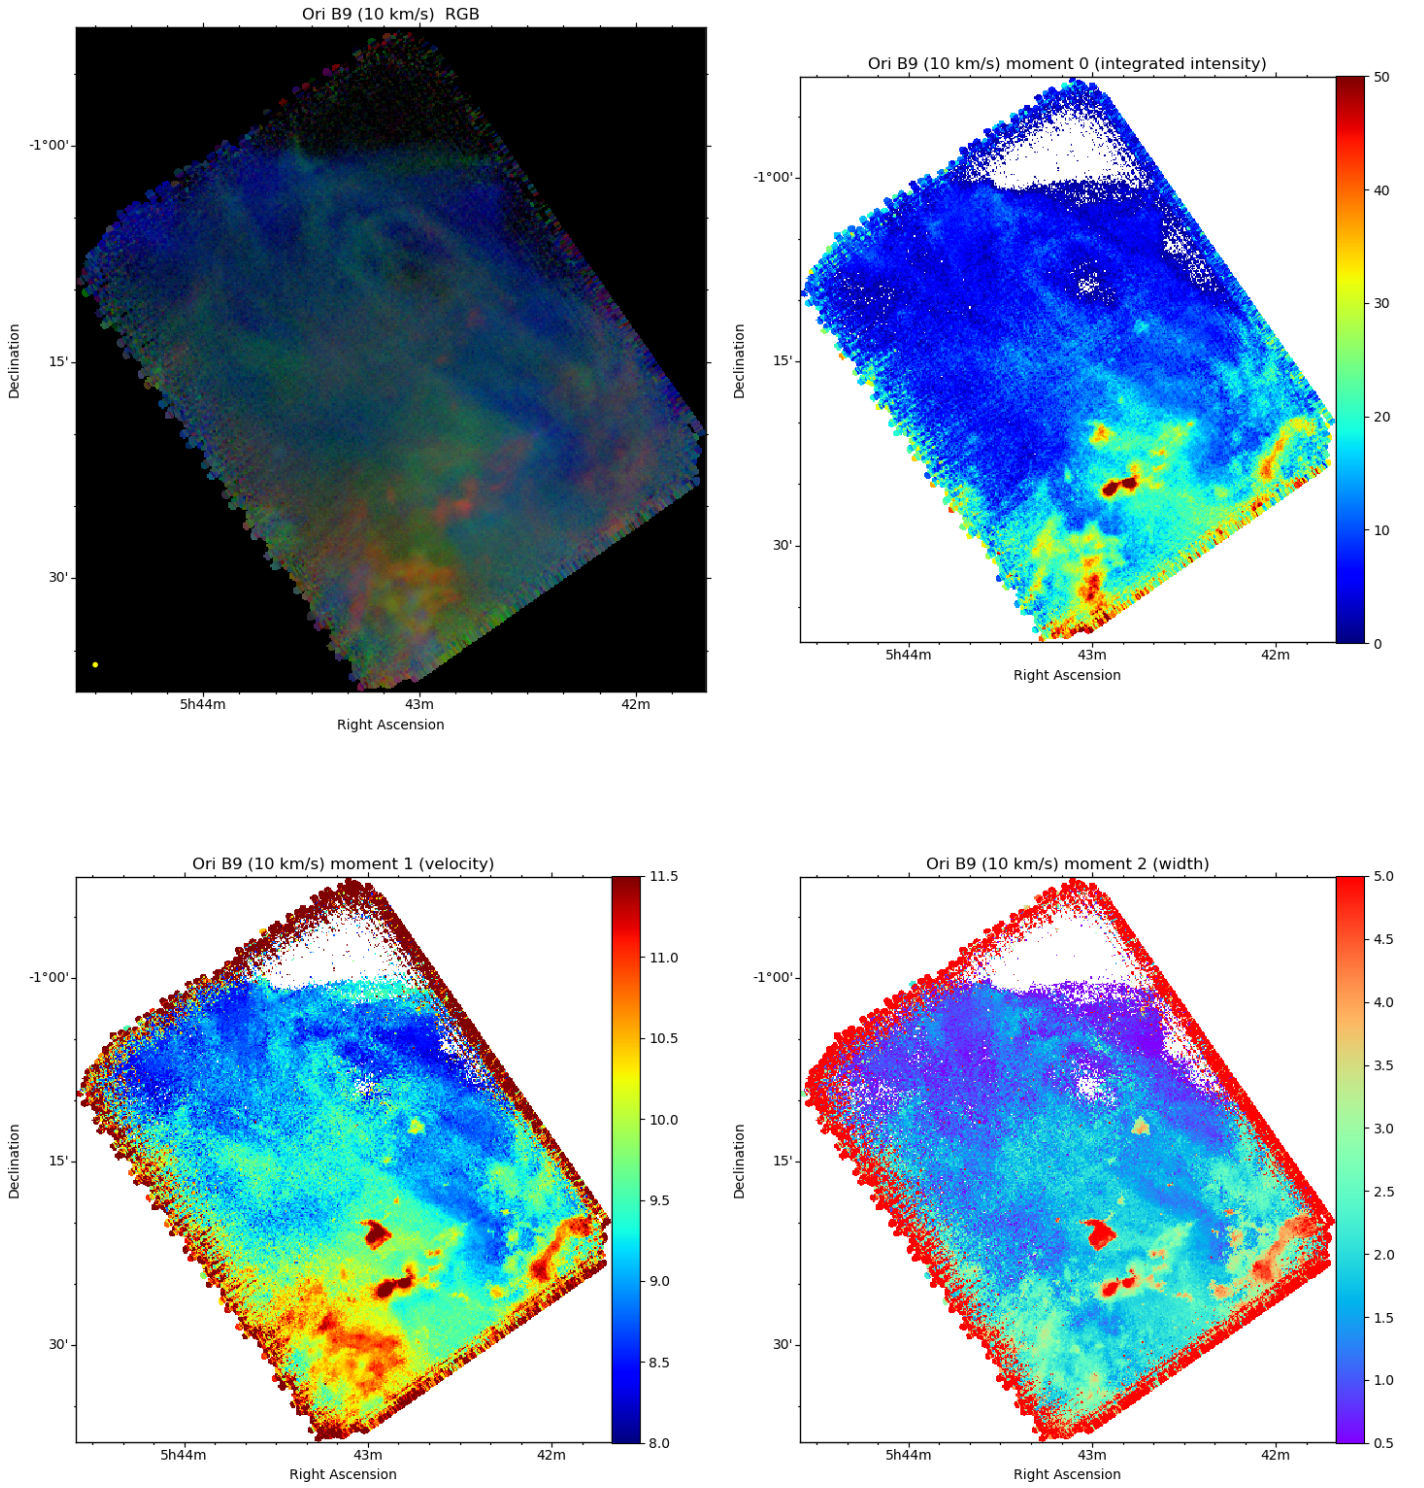 Ori B9 (10 km/s)  RGB
-1°00'
15'
30'
Declination
5h44m
43m
42m
Right Ascension
Ori B9 (10 km/s) moment 0 (integrated intensity)
-1°00'
15'
30'
Declination
5h44m
43m
42m
Right Ascension
50
40
30
20
10
0
Ori B9 (10 km/s) moment 1 (velocity)
-1°00'
15'
30'
Declination
5h44m
43m
42m
Right Ascension
11.5
11.0
10.5
10.0
9.5
9.0
8.5
8.0
Ori B9 (10 km/s) moment 2 (width)
-1°00'
15'
30'
Declination
5h44m
43m
42m
Right Ascension
5.0
4.5
4.0
3.5
3.0
2.5
2.0
1.5
1.0
0.5